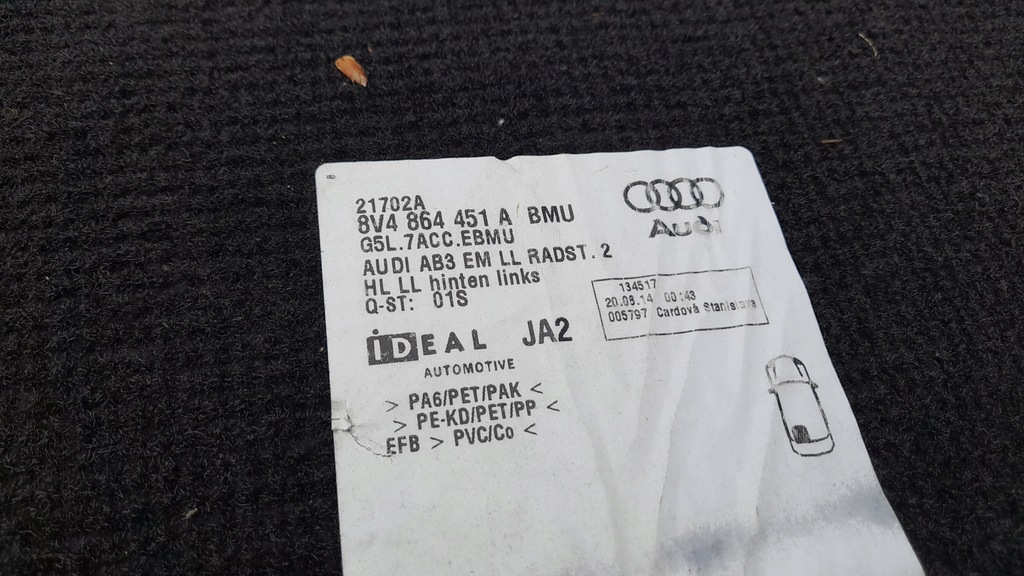 21702A
8V4 864 451 A BMU
G5L.7ACC.EBMU
AUDI AB3 EM LL RADST. 2
HL LL hinten links
Q-ST: 01S
Audi
134517
20.08.14 00:43
005797 Cardová Stanislava
iDEAL JA2
AUTOMOTIVE
> PA6/PET/PAK <
> PE-KD/PET/PP <
EFB > PVC/Co <